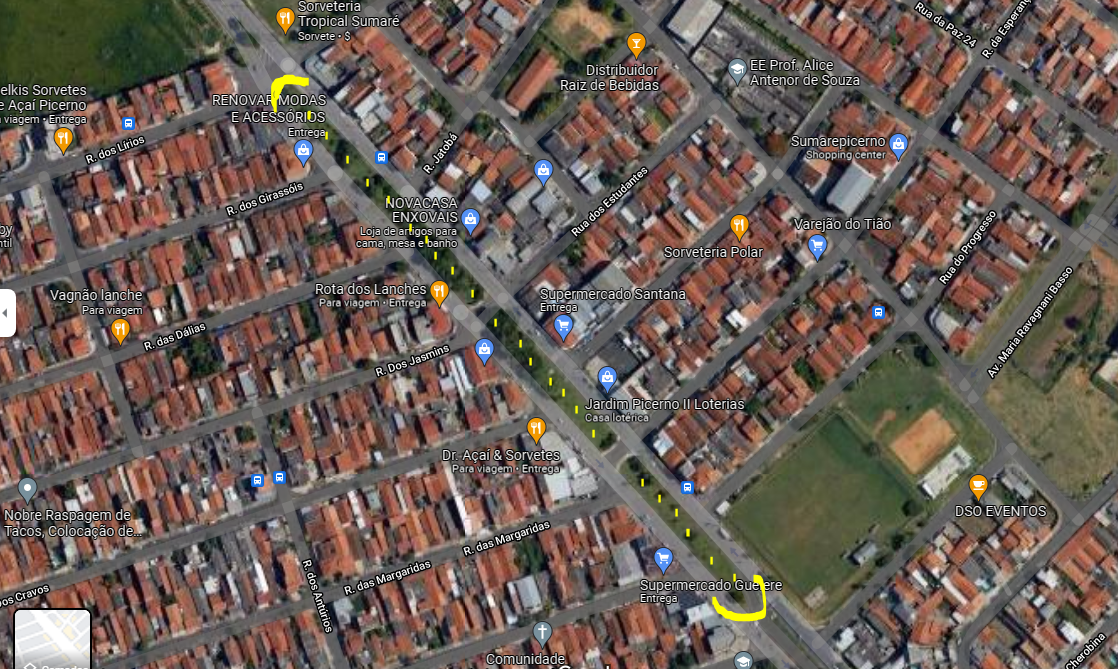 Sorveteria
Tropical Sumaré
Sorvete • $
Rua da Paz 24
R. da Esperança
Distribuidor
Raiz de Bebidas
EE Prof. Alice
Antenor de Souza
elkis Sorvetes
e Açaí Picerno
viagem • Entrega
RENOVAR MODAS
E ACESSÓRIOS
Entrega
R. dos Lírios
R. Jatobá
Sumarepicerno
Shopping center
R. dos Girassóis
Rua dos Estudantes
NOVACASA
ENXOVAIS
Loja de artigos para
cama, mesa e banho
Sorveteria Polar
Varejão do Tião
Rua do Progresso
Av. Maria Ravagnani Basso
Vagnão lanche
Para viagem
Rota dos Lanches
Para viagem • Entrega
Supermercado Santana
Entrega
R. das Dálias
R. Dos Jasmins
Jardim Picerno II Loterias
Casa lotérica
Dr. Açaí & Sorvetes
Para viagem • Entrega
Nobre Raspagem de
Tacos, Colocação de...
DSO EVENTOS
R. das Margaridas
R. das Margaridas
R. dos Antúrios
os Cravos
Supermercado Guerere
Entrega
Comunidade
Cherobina